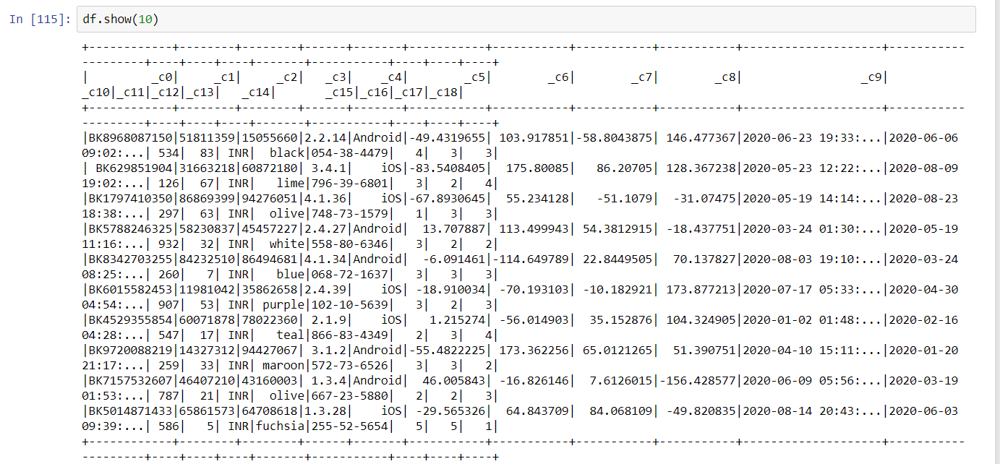 In [115]: df.show(10)
+------------+--------+--------+------+-------+-----------+-----------+-----------+-----------+--------------------+-----------
---------+----+----+----+-------+-----------+----+----+----+
|         _c0|     _c1|     _c2|   _c3|    _c4|        _c5|        _c6|        _c7|        _c8|                 _c9|
_c10|_c11|_c12|_c13|   _c14|       _c15|_c16|_c17|_c18|
+------------+--------+--------+------+-------+-----------+-----------+-----------+-----------+--------------------+-----------
---------+----+----+----+-------+-----------+----+----+----+
|BK8968087150|51811359|15055660|2.2.14|Android|-49.4319655| 103.917851|-58.8043875| 146.477367|2020-06-23 19:33:...|2020-06-06
09:02:...| 534|  83| INR|  black|054-38-4479|   4|   3|   3|
| BK629851904|31663218|60872180| 3.4.1|    iOS|-83.5408405|  175.80085|   86.20705| 128.367238|2020-05-23 12:22:...|2020-08-09
19:02:...| 126|  67| INR|   lime|796-39-6801|   3|   2|   4|
|BK1797410350|86869399|94276051|4.1.36|    iOS|-67.8930645|  55.234128|   -51.1079|  -31.07475|2020-05-19 14:14:...|2020-08-23
18:38:...| 297|  63| INR|  olive|748-73-1579|   1|   3|   3|
|BK5788246325|58230837|45457227|2.4.27|Android|  13.707887| 113.499943| 54.3812915| -18.437751|2020-03-24 01:30:...|2020-05-19
11:16:...| 932|  32| INR|  white|558-80-6346|   3|   2|   2|
|BK8342703255|84232510|86494681|4.1.34|Android|  -6.091461|-114.649789| 22.8449505|  70.137827|2020-08-03 19:10:...|2020-03-24
08:25:...| 260|   7| INR|   blue|068-72-1637|   3|   3|   3|
|BK6015582453|11981042|35862658|2.4.39|    iOS| -18.910034| -70.193103| -10.182921| 173.877213|2020-07-17 05:33:...|2020-04-30
04:54:...| 907|  53| INR| purple|102-10-5639|   3|   2|   3|
|BK4529355854|60071878|78022360| 2.1.9|    iOS|   1.215274| -56.014903|  35.152876| 104.324905|2020-01-02 01:48:...|2020-02-16
04:28:...| 547|  17| INR|   teal|866-83-4349|   2|   3|   4|
|BK9720088219|14327312|94427067| 3.1.2|Android|-55.4822225| 173.362256| 65.0121265|  51.390751|2020-04-10 15:11:...|2020-01-20
21:17:...| 259|  33| INR| maroon|572-73-6526|   3|   3|   2|
|BK7157532607|46407210|43160003| 1.3.4|Android|  46.005843| -16.826146|  7.6126015|-156.428577|2020-06-09 05:56:...|2020-03-19
01:53:...| 787|  21| INR|  olive|667-23-5880|   2|   2|   3|
|BK5014871433|65861573|64708618|1.3.28|    iOS| -29.565326|  64.843709|  84.068109| -49.820835|2020-08-14 20:43:...|2020-06-03
09:39:...| 586|   5| INR|fuchsia|255-52-5654|   5|   5|   1|
+------------+--------+--------+------+-------+-----------+-----------+-----------+-----------+--------------------+-----------
---------+----+----+----+-------+-----------+----+----+----+